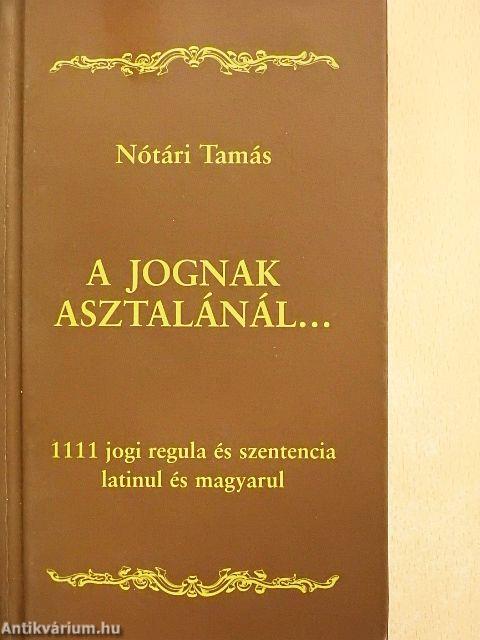 Nótári Tamás
A JOGNAK
ASZTALÁNÁL...
1111 jogi regula és szentencia
latinul és magyarul
Antikvárium.hu